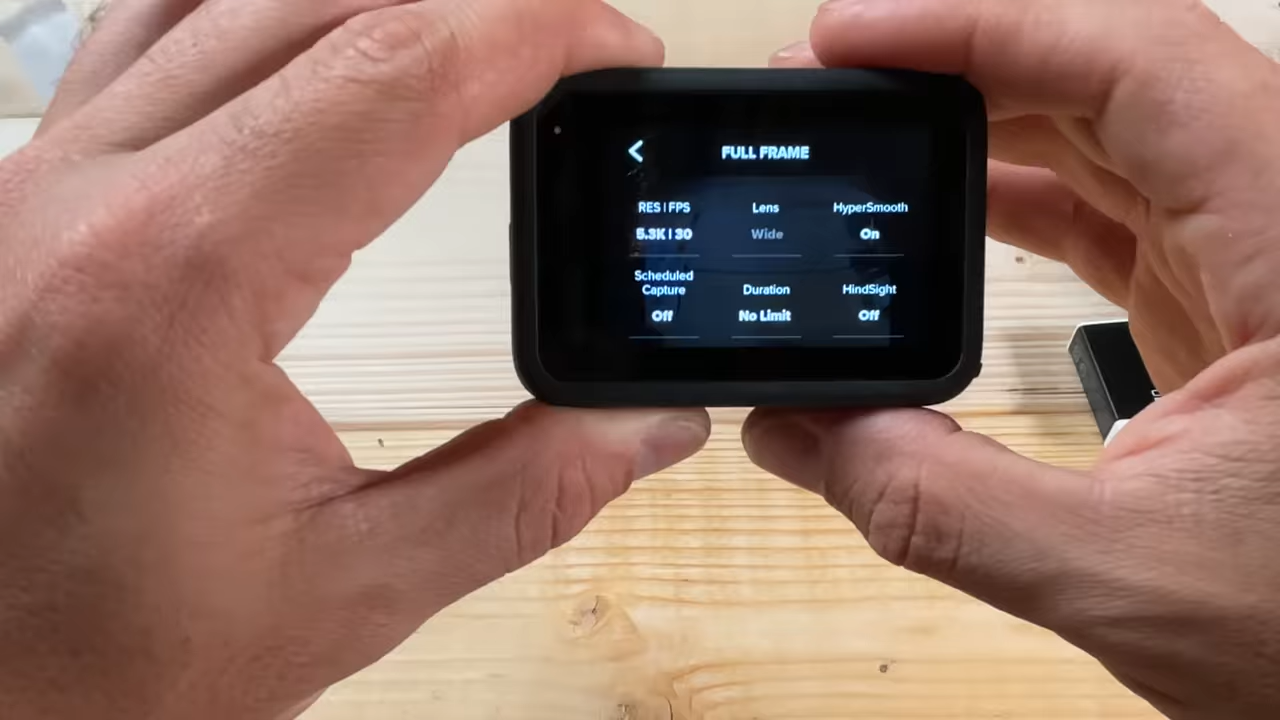 FULL FRAME
RES | FPS
Lens
HyperSmooth
5.3K | 30
Wide
On
Scheduled
Capture
Duration
HindSight
Off
No Limit
Off